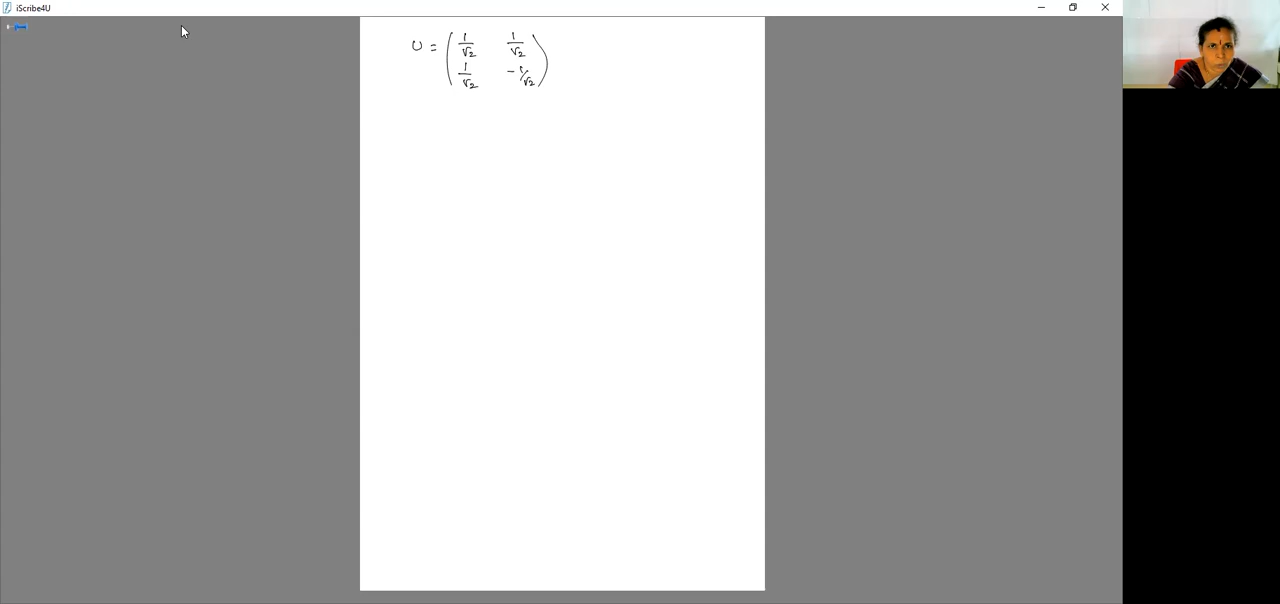 iScribe4U
U = ( 1/√2 1/√2
1/√2 -1/√2 )